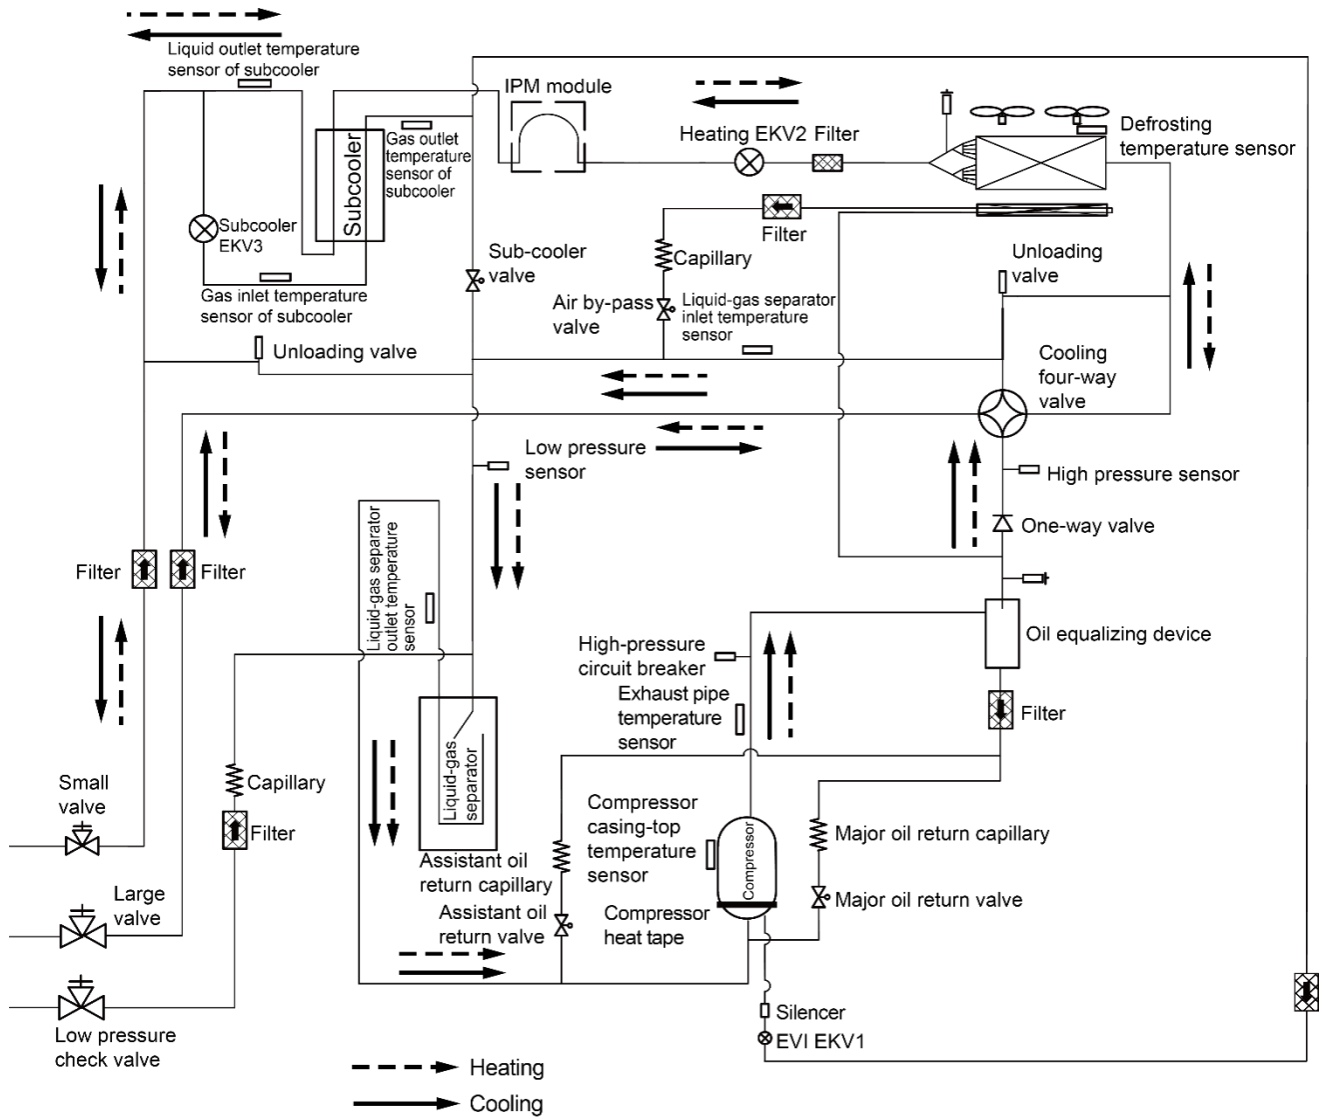 Liquid outlet temperature
sensor of subcooler
IPM module
Heating EKV2 Filter
Defrosting
temperature sensor
Subcooler
Gas outlet
temperature
sensor of
subcooler
Subcooler
EKV3
Filter
Gas inlet temperature
sensor of subcooler
Sub-cooler
valve
Capillary
Unloading
valve
Air by-pass
valve
Liquid-gas separator
inlet temperature
sensor
Unloading valve
Cooling
four-way
valve
Low pressure
sensor
High pressure sensor
One-way valve
Filter
Filter
Liquid-gas separator
outlet temperature
sensor
Oil equalizing device
High-pressure
circuit breaker
Exhaust pipe
temperature
sensor
Filter
Liquid-gas
separator
Small
valve
Capillary
Filter
Compressor
casing-top
temperature
sensor
Compressor
Major oil return capillary
Assistant oil
return capillary
Large
valve
Assistant oil
return valve
Compressor
heat tape
Major oil return valve
Silencer
EVI EKV1
Low pressure
check valve
Heating
Cooling